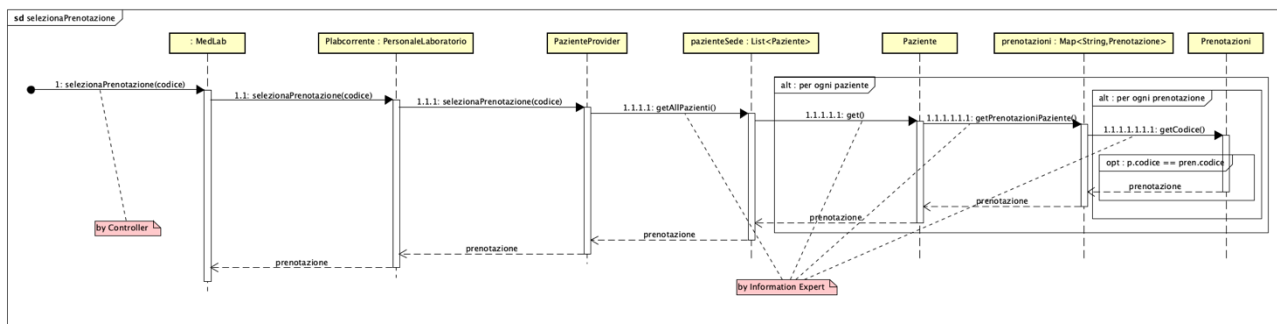 sd selezionaPrenotazione
: MedLab
Plabcorrente : PersonaleLaboratorio
PazienteProvider
pazienteSede : List<Paziente>
Paziente
prenotazioni : Map<String,Prenotazione>
Prenotazioni
1: selezionaPrenotazione(codice)
1.1: selezionaPrenotazione(codice)
1.1.1: selezionaPrenotazione(codice)
1.1.1.1: getAllPazienti()
alt : per ogni paziente
1.1.1.1.1: get()
1.1.1.1.1.1: getPrenotazioniPaziente()
alt : per ogni prenotazione
1.1.1.1.1.1.1: getCodice()
opt : p.codice == pren.codice
prenotazione
prenotazione
prenotazione
prenotazione
prenotazione
prenotazione
by Controller
by Information Expert